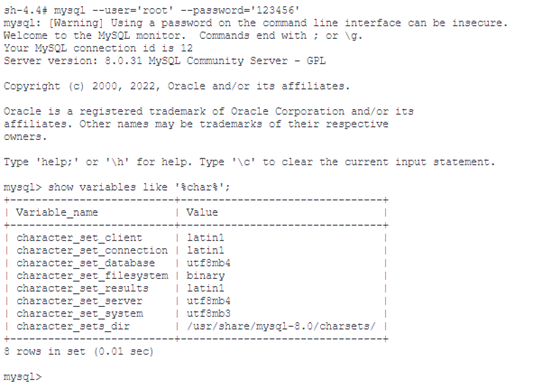 sh-4.4# mysql --user='root' --password='123456'
mysql: [Warning] Using a password on the command line interface can be insecure.
Welcome to the MySQL monitor.  Commands end with ; or \g.
Your MySQL connection id is 12
Server version: 8.0.31 MySQL Community Server - GPL
Copyright (c) 2000, 2022, Oracle and/or its affiliates.
Oracle is a registered trademark of Oracle Corporation and/or its
affiliates. Other names may be trademarks of their respective
owners.
Type 'help;' or '\h' for help. Type '\c' to clear the current input statement.
mysql> show variables like '%char%';
+--------------------------+--------------------------------+
| Variable_name            | Value                          |
+--------------------------+--------------------------------+
| character_set_client     | latin1                         |
| character_set_connection | latin1                         |
| character_set_database   | utf8mb4                        |
| character_set_filesystem | binary                         |
| character_set_results    | latin1                         |
| character_set_server     | utf8mb4                        |
| character_set_system     | utf8mb3                        |
| character_sets_dir       | /usr/share/mysql-8.0/charsets/ |
+--------------------------+--------------------------------+
8 rows in set (0.01 sec)
mysql>